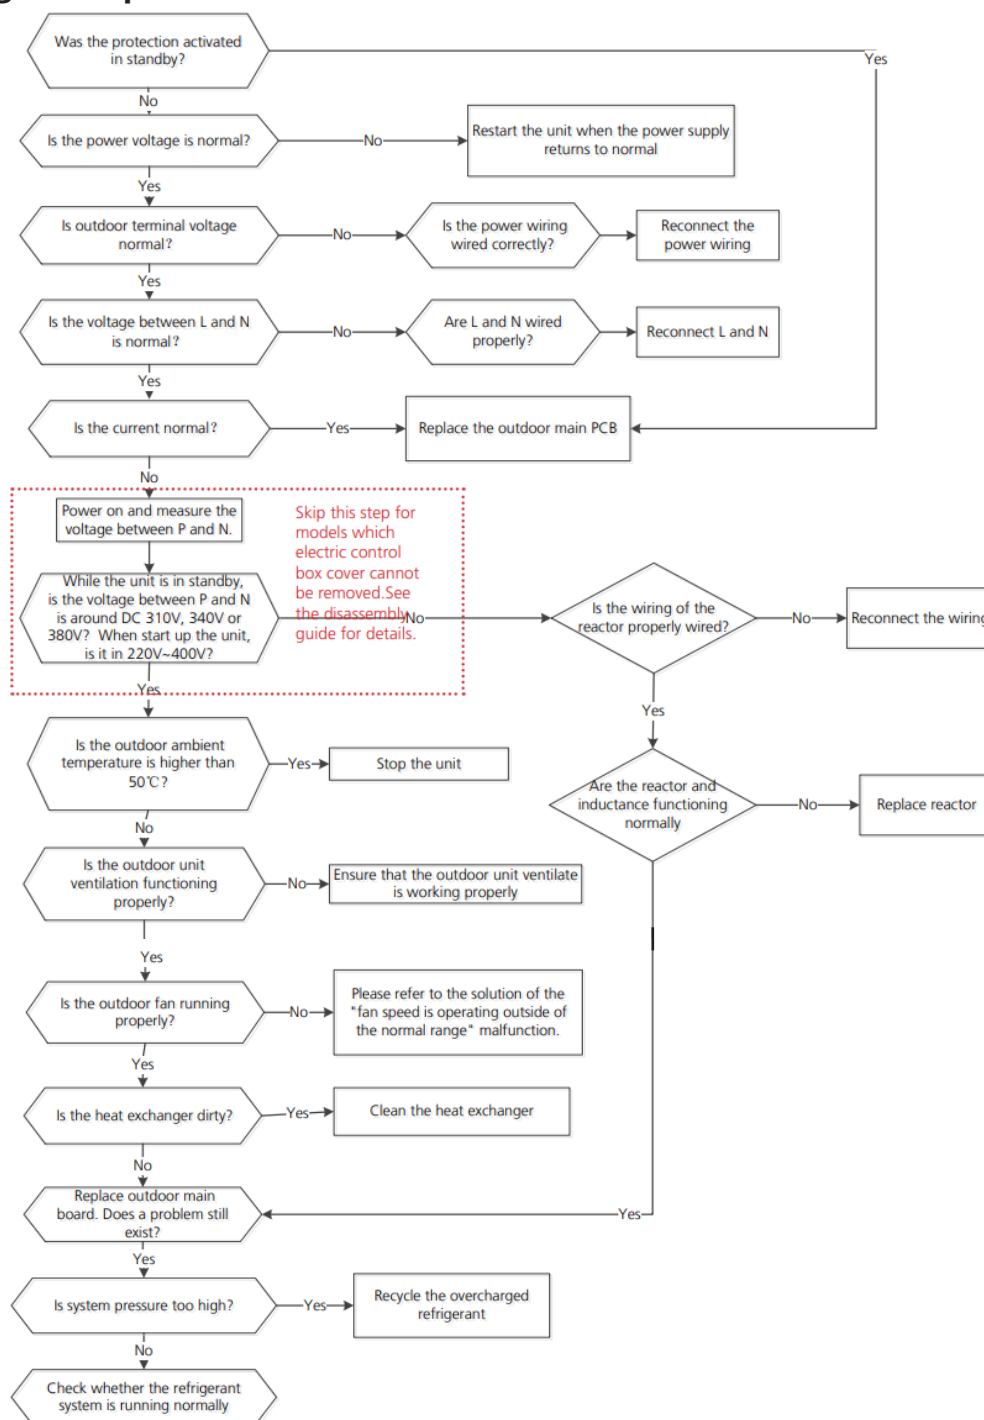 Was the protection activated
in standby?
Yes
No
Is the power voltage is normal?
No
Restart the unit when the power supply
returns to normal
Yes
Is outdoor terminal voltage
normal?
No
Is the power wiring
wired correctly?
Reconnect the
power wiring
Yes
Is the voltage between L and N
is normal?
No
Are L and N wired
properly?
Reconnect L and N
Yes
Is the current normal?
Yes
Replace the outdoor main PCB
No
Power on and measure the
voltage between P and N.
Skip this step for
models which
electric control
box cover cannot
be removed.See
the disassembly
guide for details.
While the unit is in standby,
is the voltage between P and N
is around DC 310V, 340V or
380V? When start up the unit,
is it in 220V~400V?
No
Is the wiring of the
reactor properly wired?
No
Reconnect the wiring
Yes
Yes
Is the outdoor ambient
temperature is higher than
50℃?
Yes
Stop the unit
Are the reactor and
inductance functioning
normally
No
Replace reactor
No
Is the outdoor unit
ventilation functioning
properly?
No
Ensure that the outdoor unit ventilate
is working properly
Yes
Is the outdoor fan running
properly?
No
Please refer to the solution of the
"fan speed is operating outside of
the normal range" malfunction.
Yes
Is the heat exchanger dirty?
Yes
Clean the heat exchanger
No
Replace outdoor main
board. Does a problem still
exist?
Yes
Yes
Is system pressure too high?
Yes
Recycle the overcharged
refrigerant
No
Check whether the refrigerant
system is running normally